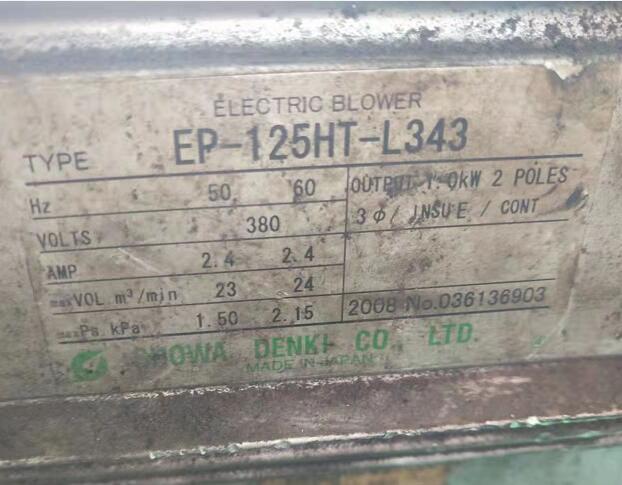 ELECTRIC BLOWER
TYPE EP-125HT-L343
Hz 50 60 OUTPUT 1.0kW 2 POLES
VOLTS 380 3Φ/ INSU E / CONT
AMP 2.4 2.4
maxVOL m³/min 23 24
maxPs kPa 1.50 2.15 2008 No.036136903
SHOWA DENKI CO., LTD.
MADE IN JAPAN